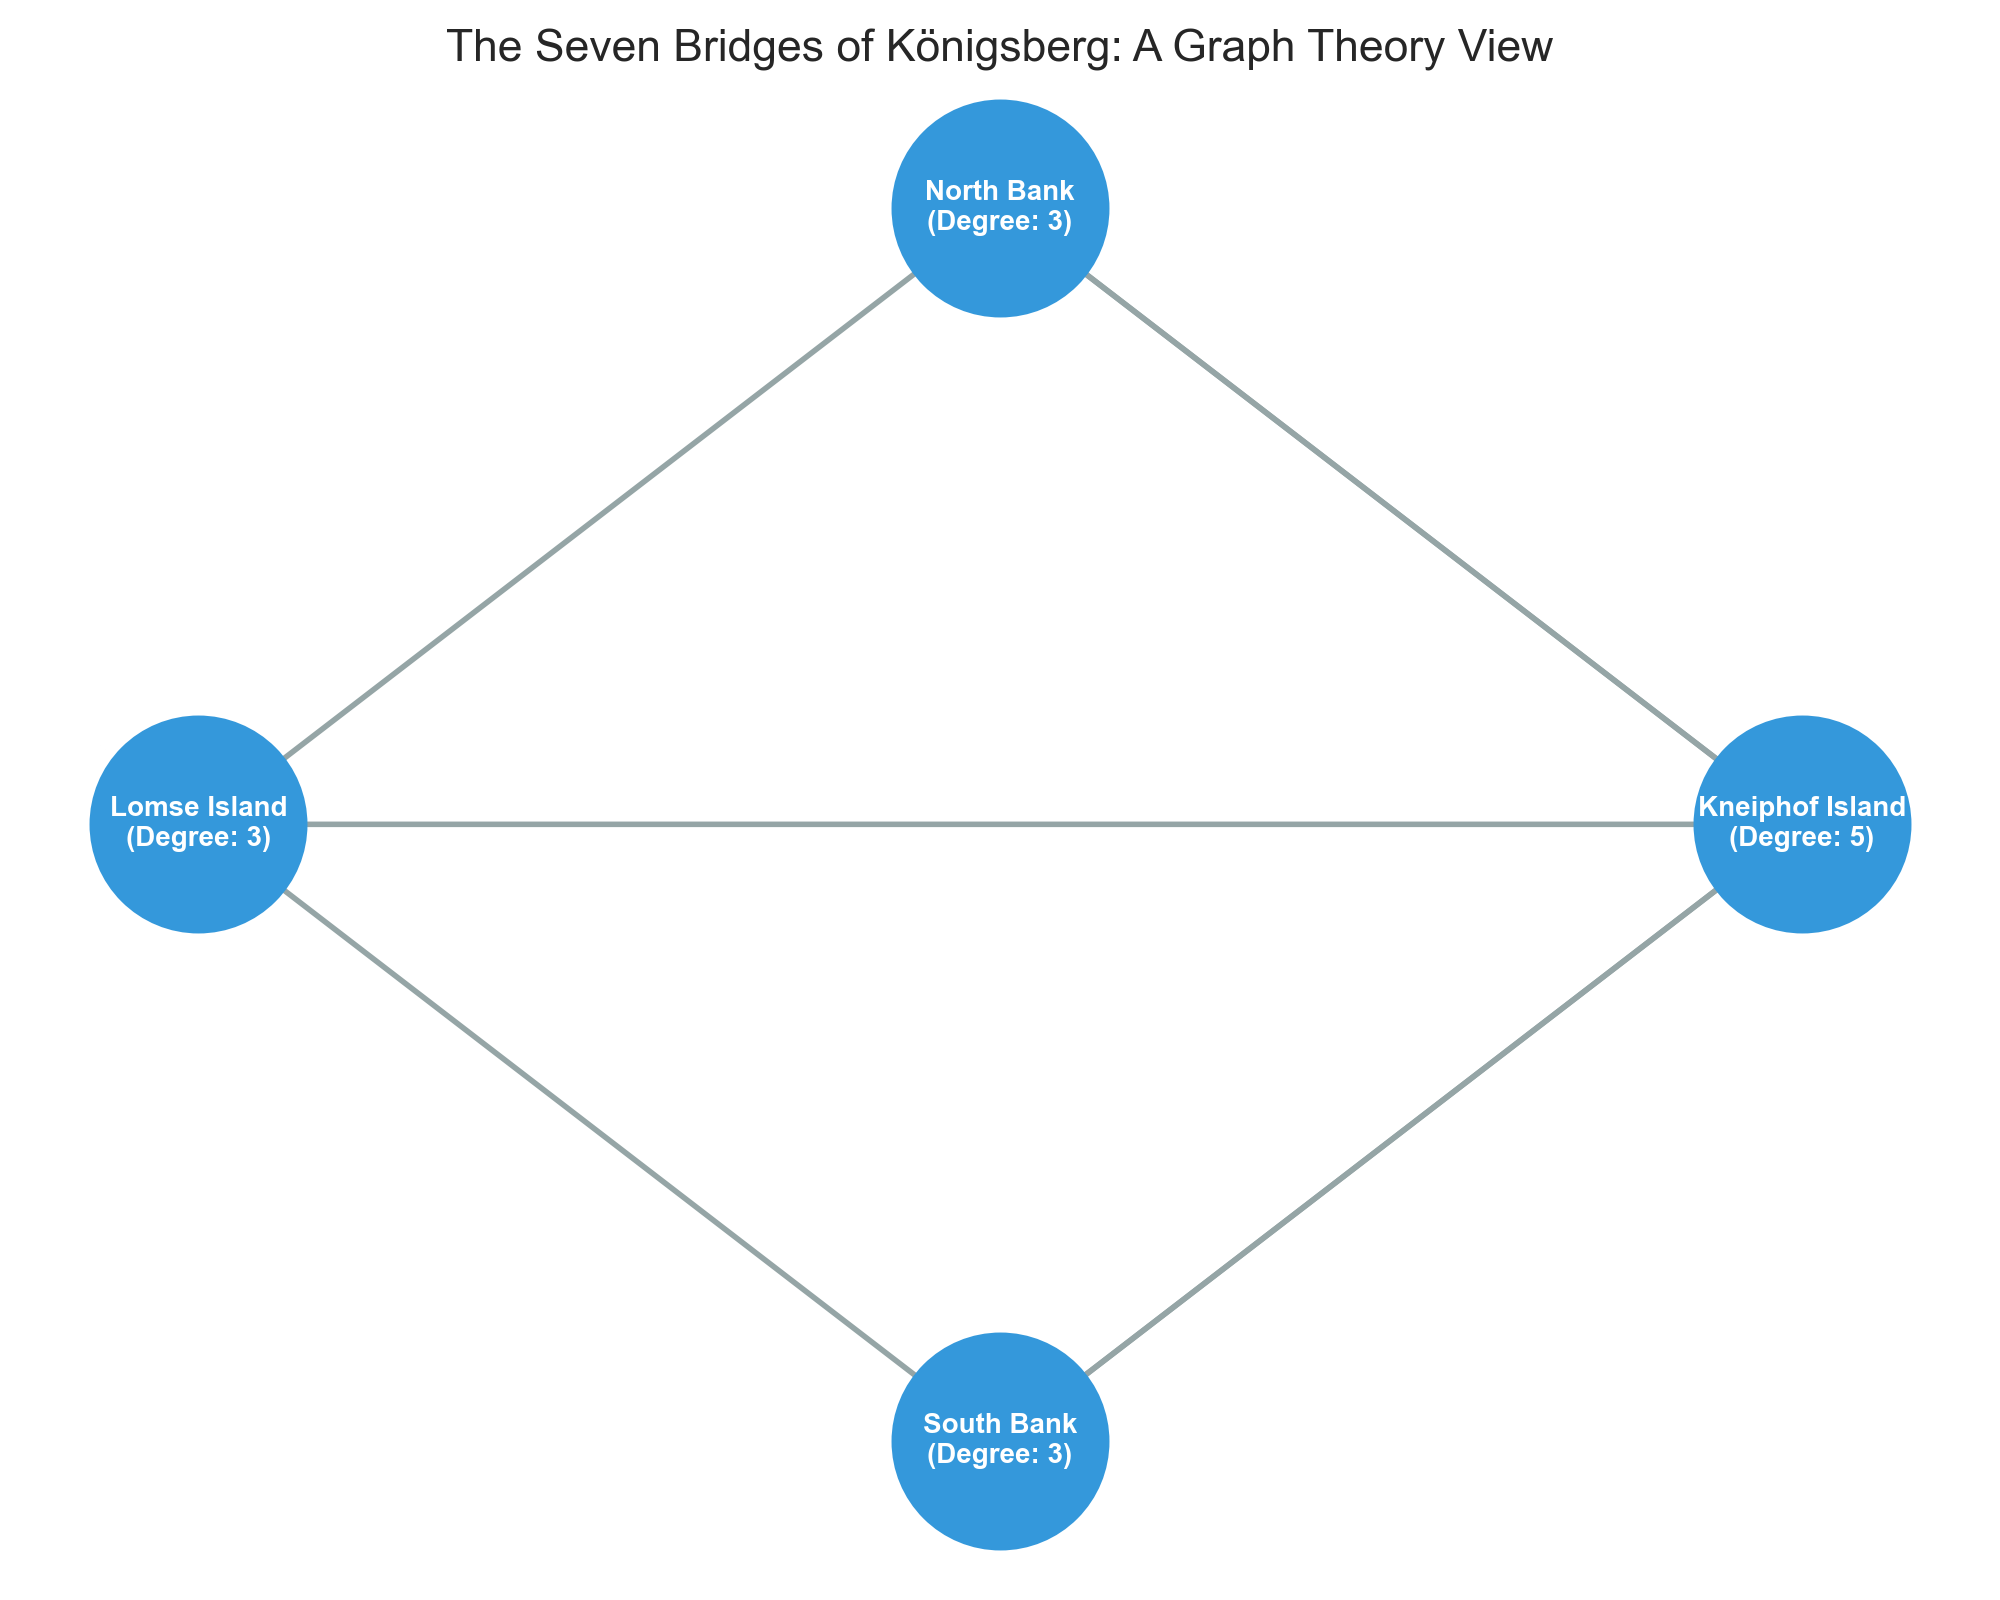 The Seven Bridges of Königsberg: A Graph Theory View
North Bank
(Degree: 3)
Lomse Island
(Degree: 3)
Kneiphof Island
(Degree: 5)
South Bank
(Degree: 3)